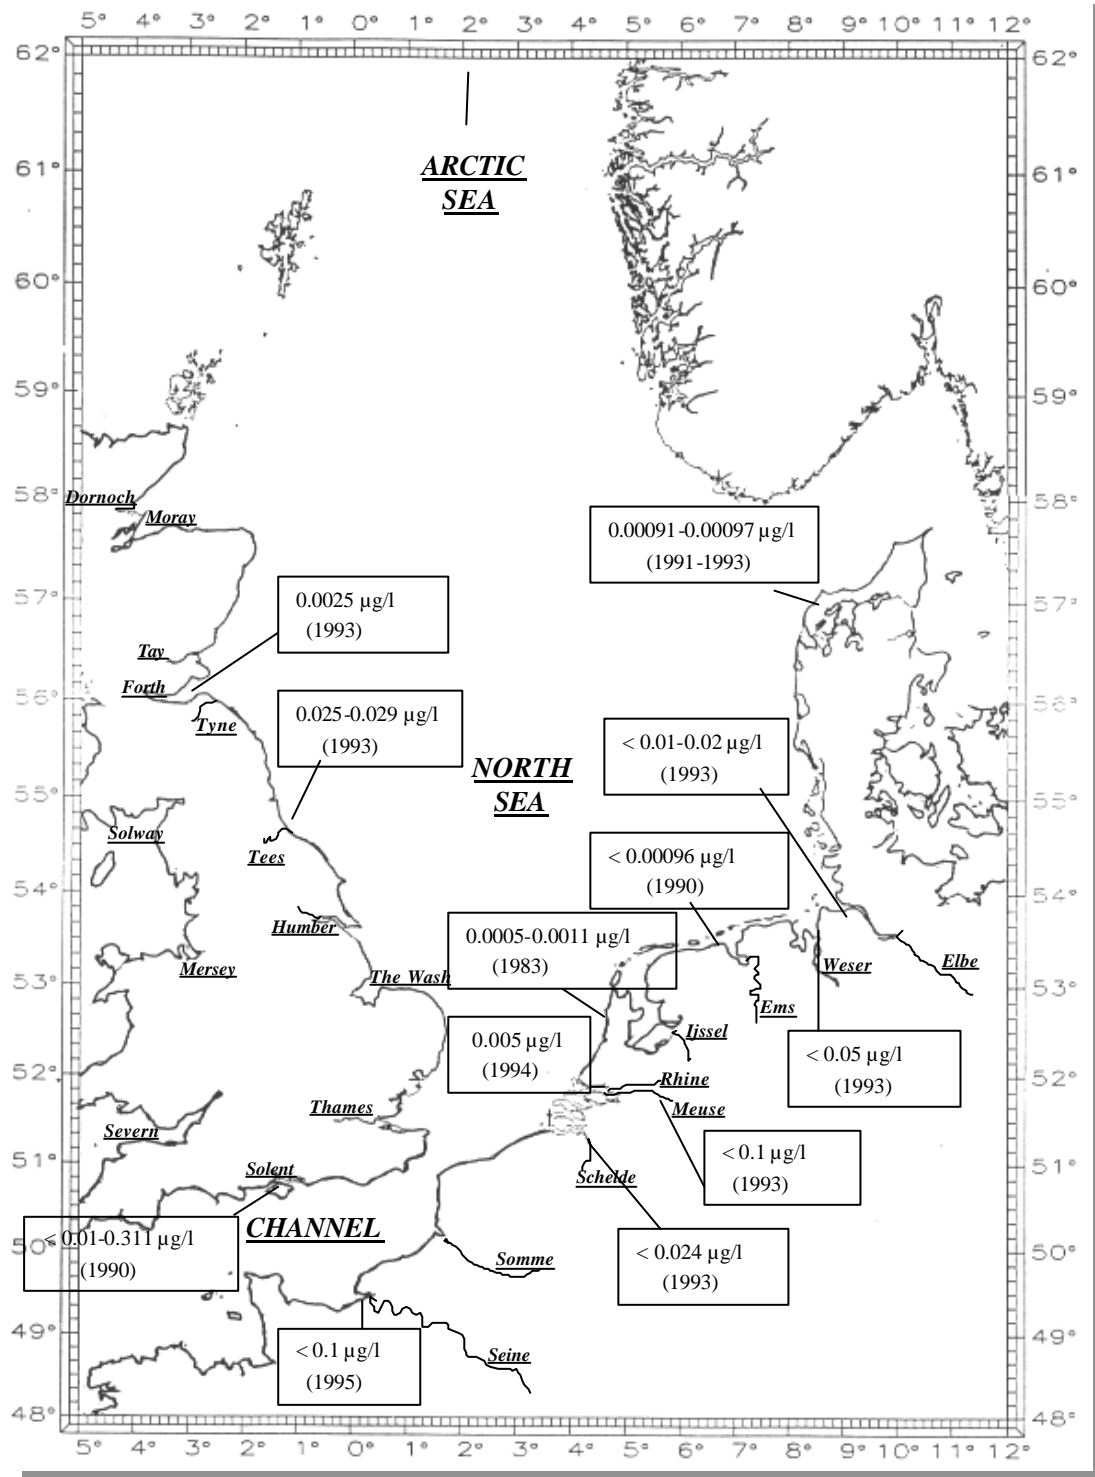 5° 4° 3° 2° 1° 0° 1° 2° 3° 4° 5° 6° 7° 8° 9° 10° 11° 12°
62° 62°
ARCTIC
SEA
61° 61°
60° 60°
59° 59°
58° 58°
Dornoch
Moray
0.00091-0.00097 µg/l
(1991-1993)
57° 57°
0.0025 µg/l
(1993)
Tay
Forth
56° 56°
Tyne
0.025-0.029 µg/l
(1993)
< 0.01-0.02 µg/l
(1993)
NORTH
SEA
55° 55°
Solway
Tees
< 0.00096 µg/l
(1990)
54° 54°
Humber
0.0005-0.0011 µg/l
(1983)
Mersey
The Wash
Weser
Elbe
53° 53°
Ems
Ijssel
0.005 µg/l
(1994)
< 0.05 µg/l
(1993)
52° 52°
Rhine
Meuse
Thames
Severn
< 0.1 µg/l
(1993)
51° 51°
Solent
Schelde
CHANNEL
< 0.01-0.311 µg/l
(1990)
50° 50°
< 0.024 µg/l
(1993)
Somme
49° 49°
Seine
< 0.1 µg/l
(1995)
48° 48°
5° 4° 3° 2° 1° 0° 1° 2° 3° 4° 5° 6° 7° 8° 9° 10° 11° 12°